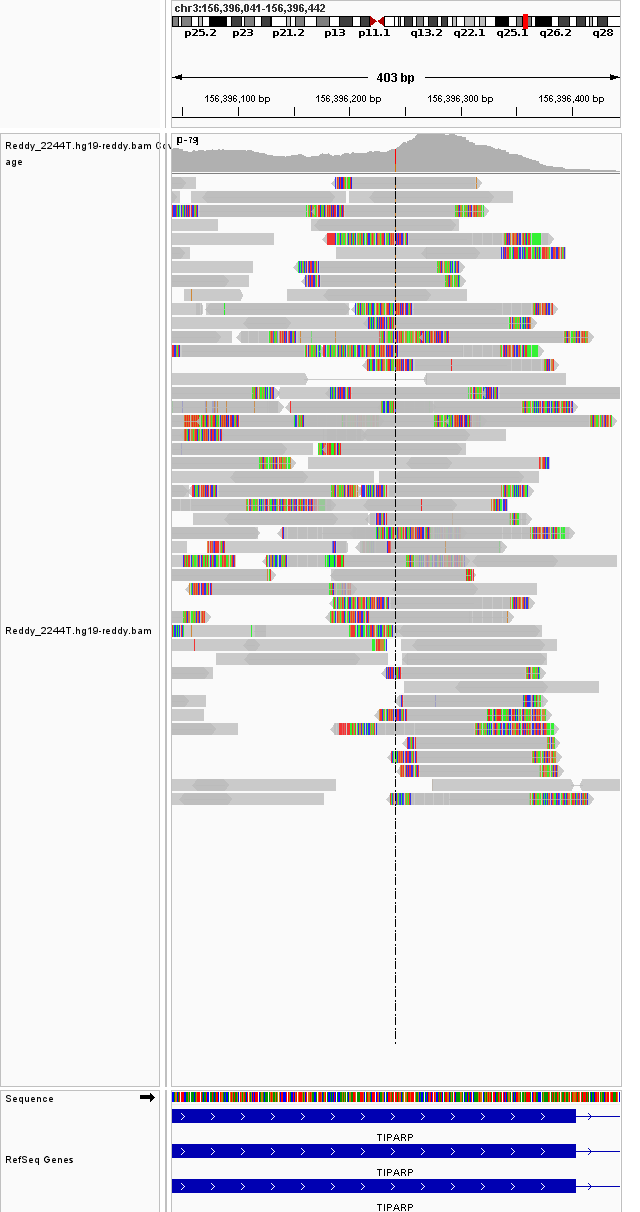 chr3:156,396,041-156,396,442
p25.2 p23 p21.2 p13 p11.1 q13.2 q22.1 q25.1 q26.2 q28
403 bp
156,396,100 bp 156,396,200 bp 156,396,300 bp 156,396,400 bp
Reddy_2244T.hg19-reddy.bam Cov
age
[0-79]
Reddy_2244T.hg19-reddy.bam
Sequence
TIPARP
RefSeq Genes
TIPARP
TIPARP